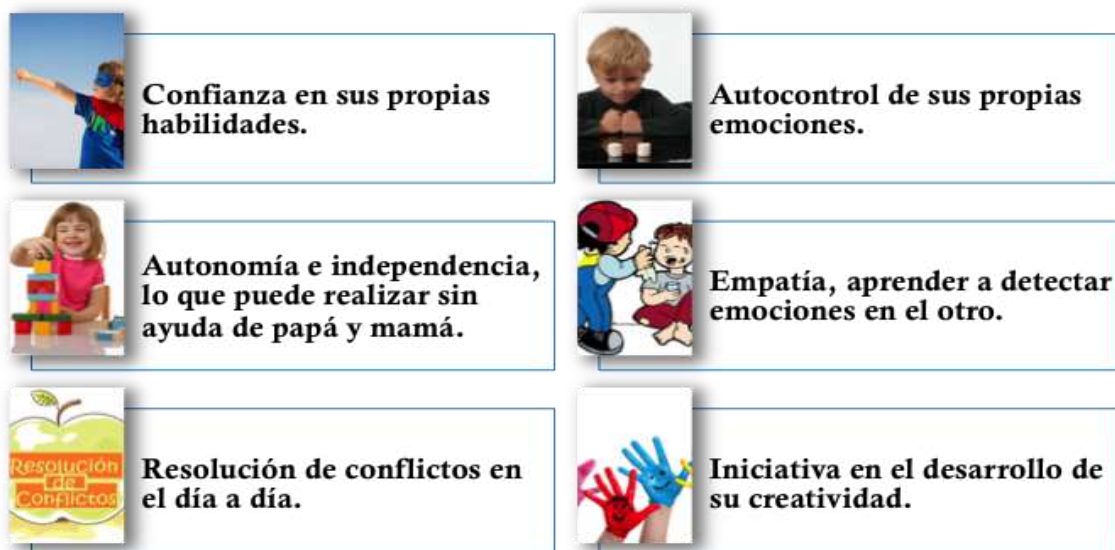 Confianza en sus propias
habilidades.
Autocontrol de sus propias
emociones.
Autonomía e independencia,
lo que puede realizar sin
ayuda de papá y mamá.
Empatía, aprender a detectar
emociones en el otro.
Resolución
de
Conflictos
Resolución de conflictos en
el día a día.
Iniciativa en el desarrollo de
su creatividad.